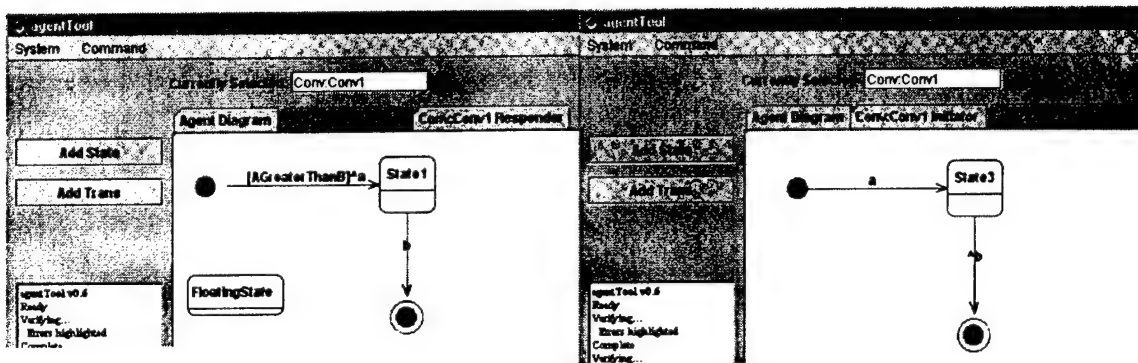 agentTool
System Command
Currently Selected Conv:Conv1
Agent Diagram Conv:Conv1 Responder
Add State
Add Trans
[AGreaterThanB]^a
State1
b
FloatingState
agentTool v0.6
Ready
Verifying...
Errors highlighted
Complete
agentTool
System Command
Currently Selected Conv:Conv1
Agent Diagram Conv:Conv1 Initiator
Add State
Add Trans
a
State3
^b
agentTool v0.6
Ready
Verifying...
Errors highlighted
Complete
Verifying...